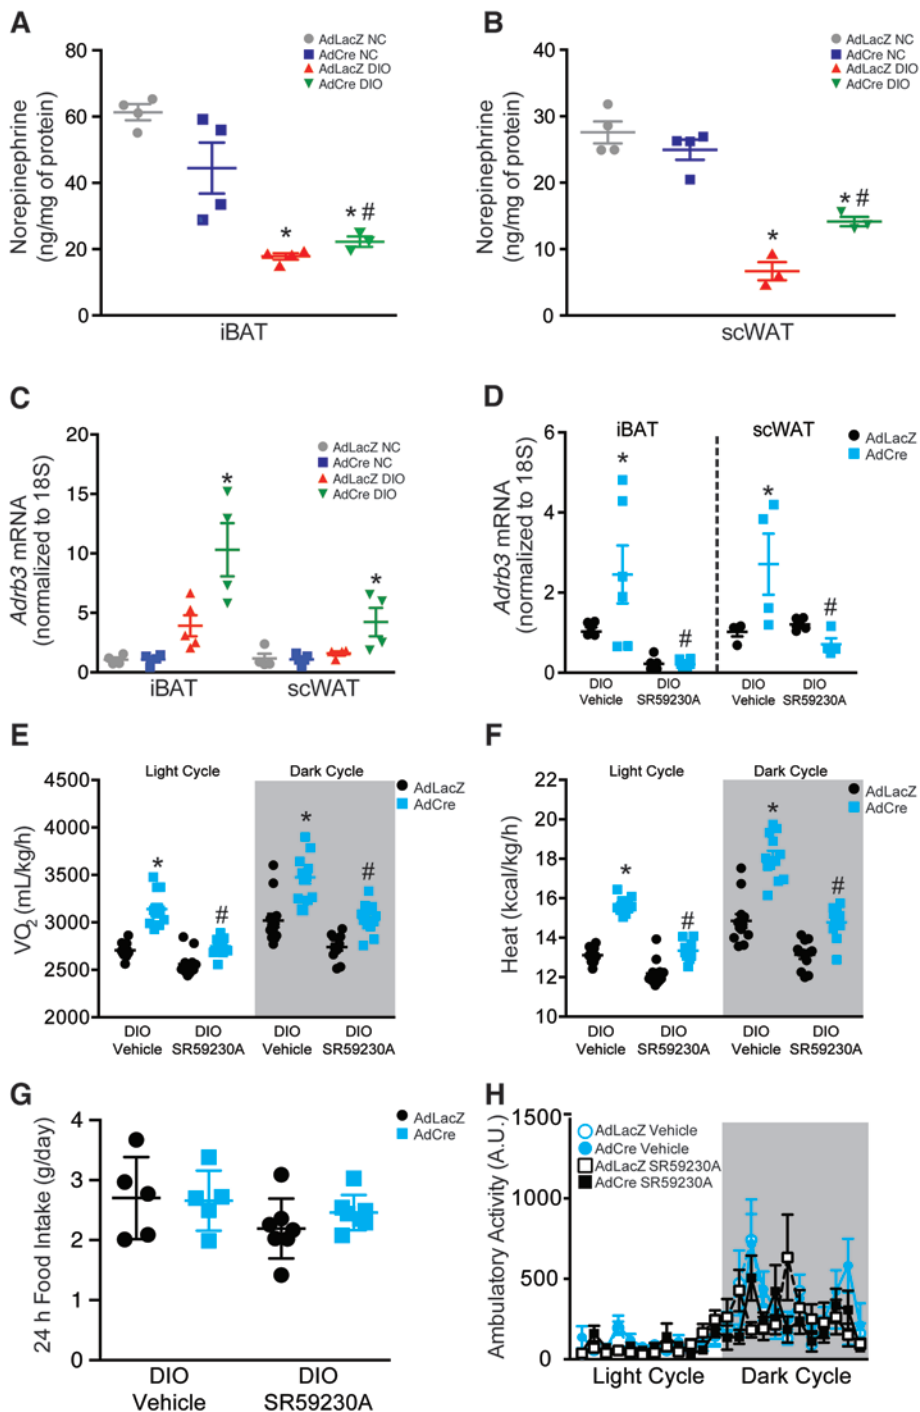 A
AdLacZ NC
AdCre NC
AdLacZ DIO
AdCre DIO
Norepinephrine
(ng/mg of protein)
80
60
40
20
0
*
* #
iBAT
B
AdLacZ NC
AdCre NC
AdLacZ DIO
AdCre DIO
Norepinephrine
(ng/mg of protein)
40
30
20
10
0
*
* #
scWAT
C
AdLacZ NC
AdCre NC
AdLacZ DIO
AdCre DIO
Adrb3 mRNA
(normalized to 18S)
20
15
10
5
0
*
*
iBAT
scWAT
D
iBAT
scWAT
AdLacZ
AdCre
Adrb3 mRNA
(normalized to 18S)
6
4
2
0
*
#
*
#
DIO
Vehicle
DIO
SR59230A
DIO
Vehicle
DIO
SR59230A
E
Light Cycle
Dark Cycle
AdLacZ
AdCre
VO2 (mL/kg/h)
4500
4000
3500
3000
2500
2000
*
#
*
#
DIO
Vehicle
DIO
SR59230A
DIO
Vehicle
DIO
SR59230A
F
Light Cycle
Dark Cycle
AdLacZ
AdCre
Heat (kcal/kg/h)
22
20
18
16
14
12
10
*
#
*
#
DIO
Vehicle
DIO
SR59230A
DIO
Vehicle
DIO
SR59230A
G
AdLacZ
AdCre
24 h Food Intake (g/day)
4
3
2
1
0
DIO
Vehicle
DIO
SR59230A
H
AdLacZ Vehicle
AdCre Vehicle
AdLacZ SR59230A
AdCre SR59230A
Ambulatory Activity (A.U.)
1500
1000
500
0
Light Cycle
Dark Cycle